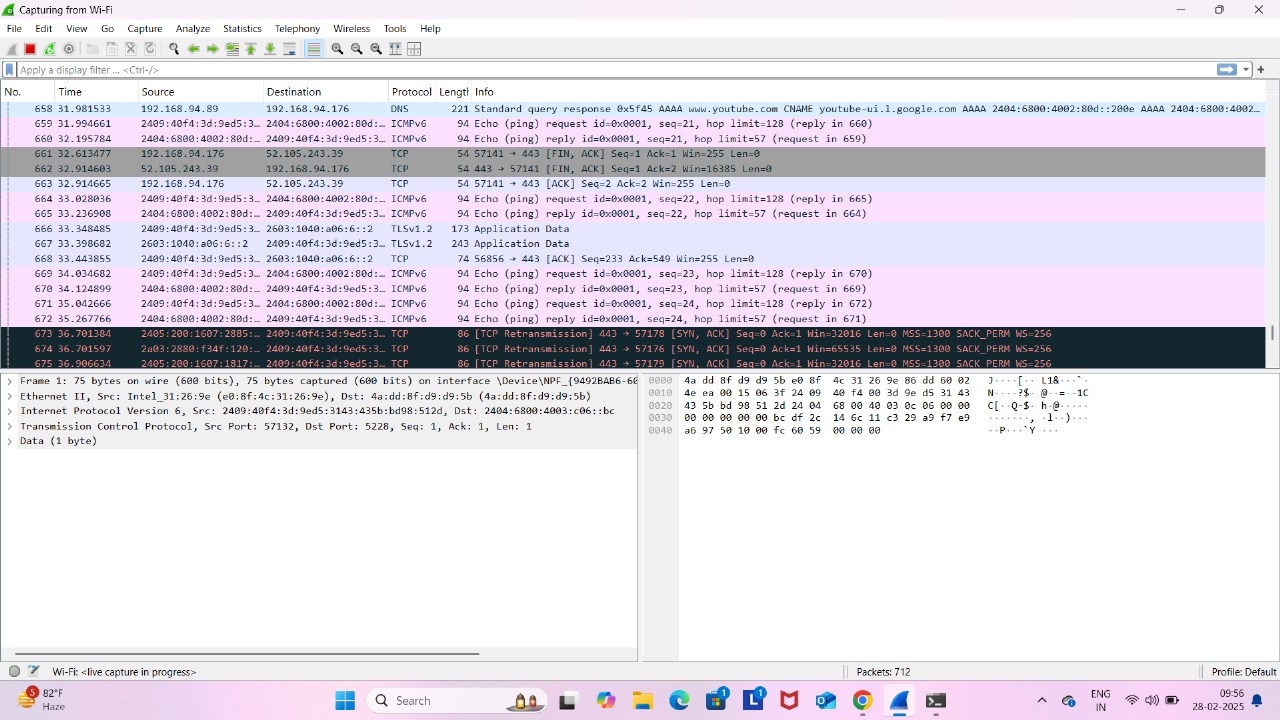 Capturing from Wi-Fi
File Edit View Go Capture Analyze Statistics Telephony Wireless Tools Help
Apply a display filter ... <Ctrl-/>
No. Time Source Destination Protocol Length Info
658 31.981533 192.168.94.89 192.168.94.176 DNS 221 Standard query response 0x5f45 AAAA www.youtube.com CNAME youtube-ui.l.google.com AAAA 2404:6800:4002:80d::200e AAAA 2404:6800:4002...
659 31.994661 2409:40f4:3d:9ed5:3... 2404:6800:4002:80d:... ICMPv6 94 Echo (ping) request id=0x0001, seq=21, hop limit=128 (reply in 660)
660 32.195784 2404:6800:4002:80d:... 2409:40f4:3d:9ed5:3... ICMPv6 94 Echo (ping) reply id=0x0001, seq=21, hop limit=57 (request in 659)
661 32.613477 192.168.94.176 52.105.243.39 TCP 54 57141 → 443 [FIN, ACK] Seq=1 Ack=1 Win=255 Len=0
662 32.914603 52.105.243.39 192.168.94.176 TCP 54 443 → 57141 [FIN, ACK] Seq=1 Ack=2 Win=16385 Len=0
663 32.914665 192.168.94.176 52.105.243.39 TCP 54 57141 → 443 [ACK] Seq=2 Ack=2 Win=255 Len=0
664 33.028036 2409:40f4:3d:9ed5:3... 2404:6800:4002:80d:... ICMPv6 94 Echo (ping) request id=0x0001, seq=22, hop limit=128 (reply in 665)
665 33.236908 2404:6800:4002:80d:... 2409:40f4:3d:9ed5:3... ICMPv6 94 Echo (ping) reply id=0x0001, seq=22, hop limit=57 (request in 664)
666 33.348485 2409:40f4:3d:9ed5:3... 2603:1040:a06:6::2 TLSv1.2 173 Application Data
667 33.398682 2603:1040:a06:6::2 2409:40f4:3d:9ed5:3... TLSv1.2 243 Application Data
668 33.443855 2409:40f4:3d:9ed5:3... 2603:1040:a06:6::2 TCP 74 56856 → 443 [ACK] Seq=233 Ack=549 Win=255 Len=0
669 34.034682 2409:40f4:3d:9ed5:3... 2404:6800:4002:80d:... ICMPv6 94 Echo (ping) request id=0x0001, seq=23, hop limit=128 (reply in 670)
670 34.124899 2404:6800:4002:80d:... 2409:40f4:3d:9ed5:3... ICMPv6 94 Echo (ping) reply id=0x0001, seq=23, hop limit=57 (request in 669)
671 35.042666 2409:40f4:3d:9ed5:3... 2404:6800:4002:80d:... ICMPv6 94 Echo (ping) request id=0x0001, seq=24, hop limit=128 (reply in 672)
672 35.267766 2404:6800:4002:80d:... 2409:40f4:3d:9ed5:3... ICMPv6 94 Echo (ping) reply id=0x0001, seq=24, hop limit=57 (request in 671)
673 36.701384 2405:200:1607:2885:... 2409:40f4:3d:9ed5:3... TCP 86 [TCP Retransmission] 443 → 57178 [SYN, ACK] Seq=0 Ack=1 Win=32016 Len=0 MSS=1300 SACK_PERM WS=256
674 36.701597 2a03:2880:f34f:120:... 2409:40f4:3d:9ed5:3... TCP 86 [TCP Retransmission] 443 → 57176 [SYN, ACK] Seq=0 Ack=1 Win=65535 Len=0 MSS=1300 SACK_PERM WS=256
675 36.906634 2405:200:1607:1817:... 2409:40f4:3d:9ed5:3... TCP 86 [TCP Retransmission] 443 → 57179 [SYN, ACK] Seq=0 Ack=1 Win=32016 Len=0 MSS=1300 SACK_PERM WS=256
Frame 1: 75 bytes on wire (600 bits), 75 bytes captured (600 bits) on interface \Device\NPF_{9492BAB6-60
Ethernet II, Src: Intel_31:26:9e (e0:8f:4c:31:26:9e), Dst: 4a:dd:8f:d9:d9:5b (4a:dd:8f:d9:d9:5b)
Internet Protocol Version 6, Src: 2409:40f4:3d:9ed5:3143:435b:bd98:512d, Dst: 2404:6800:4003:c06::bc
Transmission Control Protocol, Src Port: 57132, Dst Port: 5228, Seq: 1, Ack: 1, Len: 1
Data (1 byte)
0000 4a dd 8f d9 d9 5b e0 8f 4c 31 26 9e 86 dd 60 02 J····[·· L1&···`·
0010 4e ea 00 15 06 3f 24 09 40 f4 00 3d 9e d5 31 43 N····?$· @··=··1C
0020 43 5b bd 98 51 2d 24 04 68 00 40 03 0c 06 00 00 C[··Q-$· h·@·····
0030 00 00 00 00 00 bc df 2c 14 6c 11 c3 29 a9 f7 e9 ·······, ·l··)···
0040 a6 97 50 10 00 fc 60 59 00 00 00 ··P···`Y ···
Wi-Fi: <live capture in progress> Packets: 712 Profile: Default
5 82°F Haze
Search
1
1
ENG IN
09:56
28-02-2025